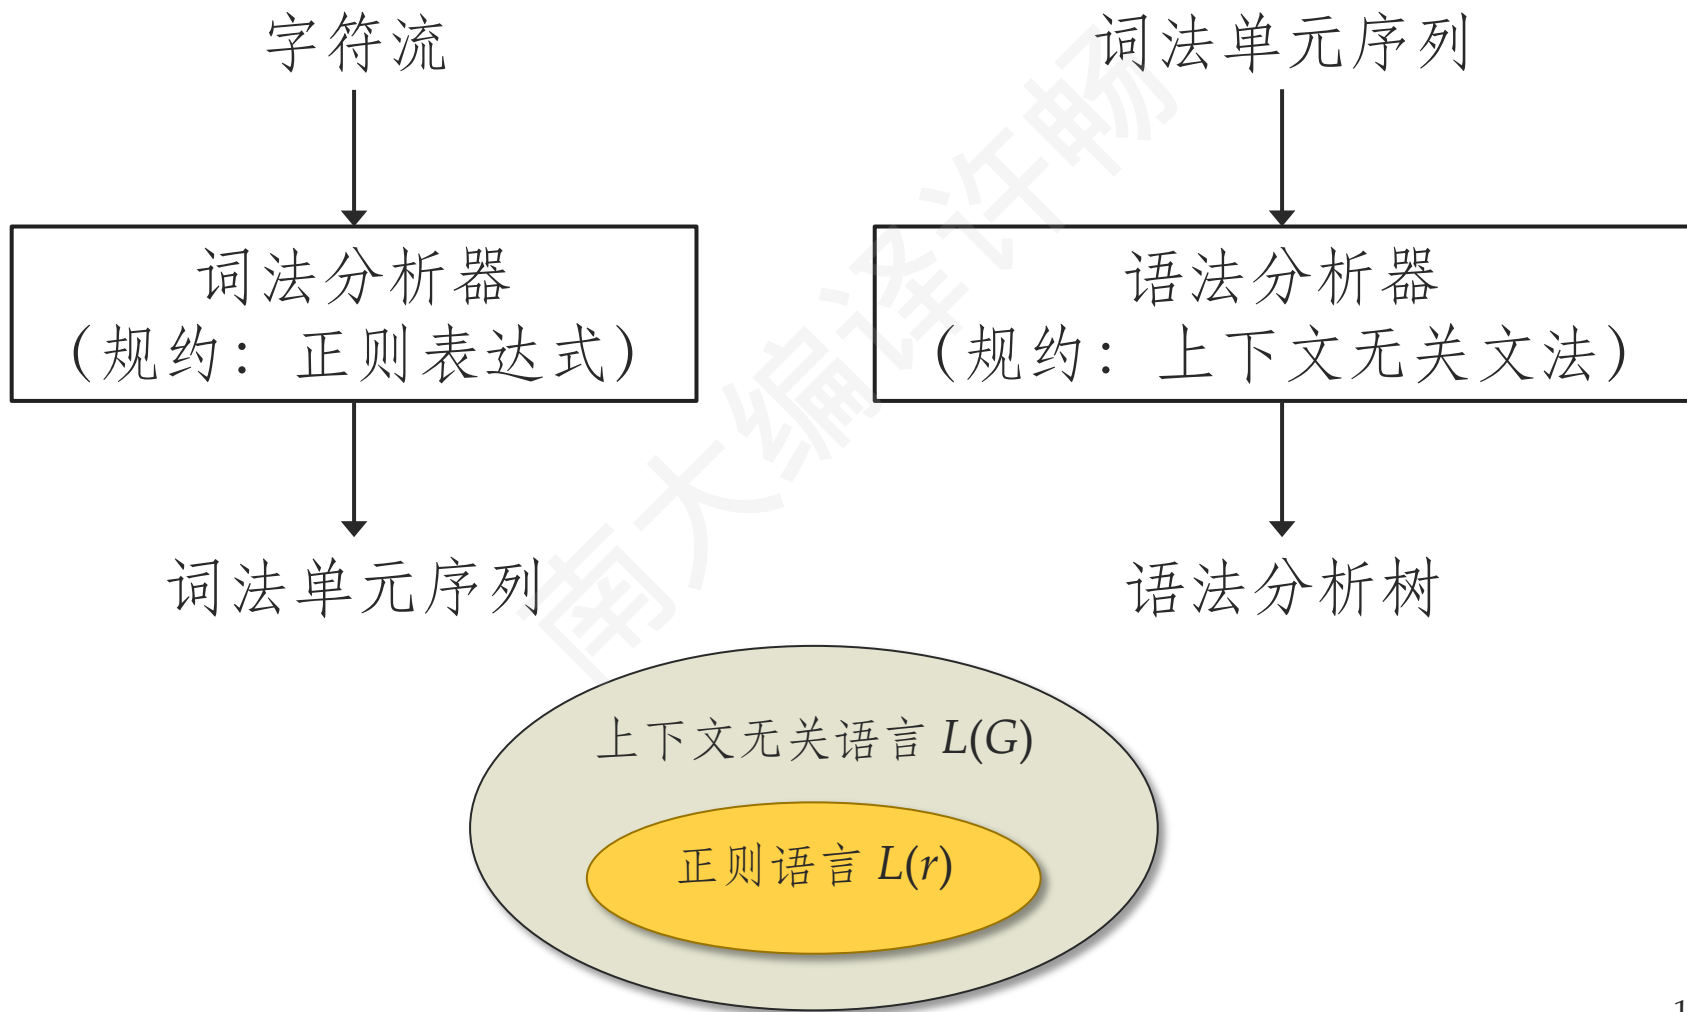 字符流
词法分析器
(规约: 正则表达式)
词法单元序列
词法单元序列
语法分析器
(规约: 上下文无关文法)
语法分析树
上下文无关语言 L(G)
正则语言 L(r)
南大编译许畅
1